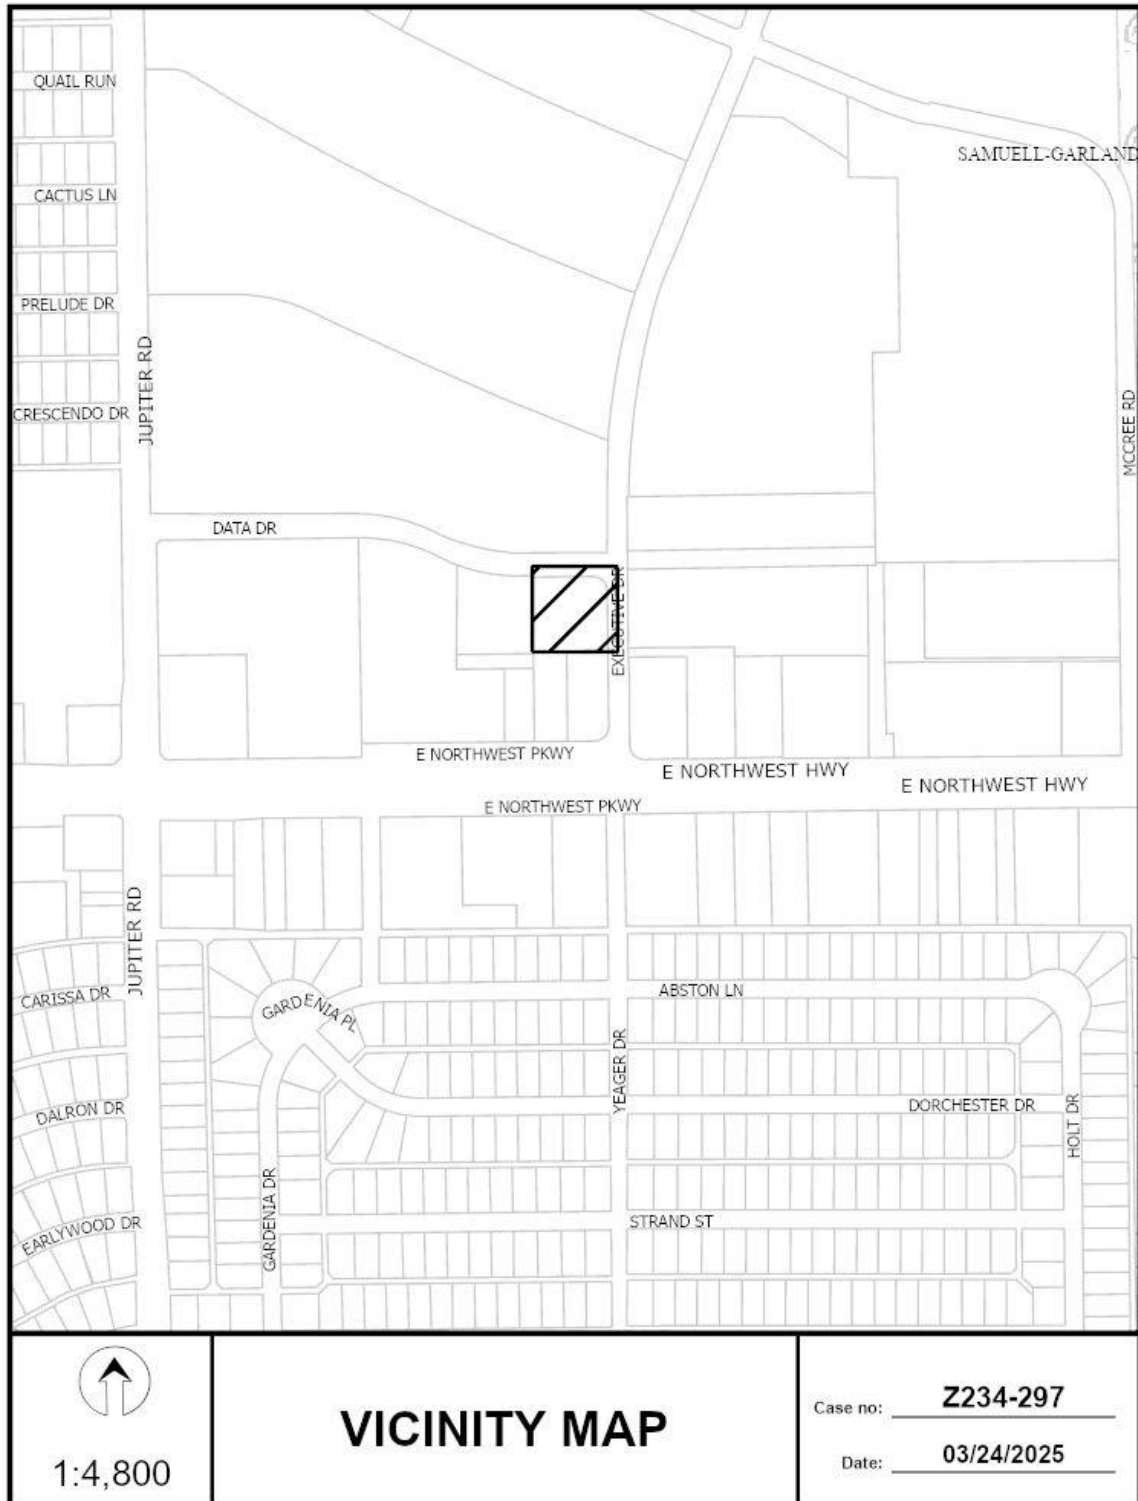 QUAIL RUN
SAMUELL-GARLAND
CACTUS LN
PRELUDE DR
JUPITER RD
CRESCENDO DR
MCCREE RD
DATA DR
EXECUTIVE DR
E NORTHWEST PKWY
E NORTHWEST HWY
E NORTHWEST HWY
E NORTHWEST PKWY
JUPITER RD
CARISSA DR
GARDENIA PL
ABSTON LN
YEAGER DR
DALRON DR
DORCHESTER DR
HOLT DR
GARDENIA DR
EARLYWOOD DR
STRAND ST
1:4,800
VICINITY MAP
Case no: Z234-297
Date: 03/24/2025